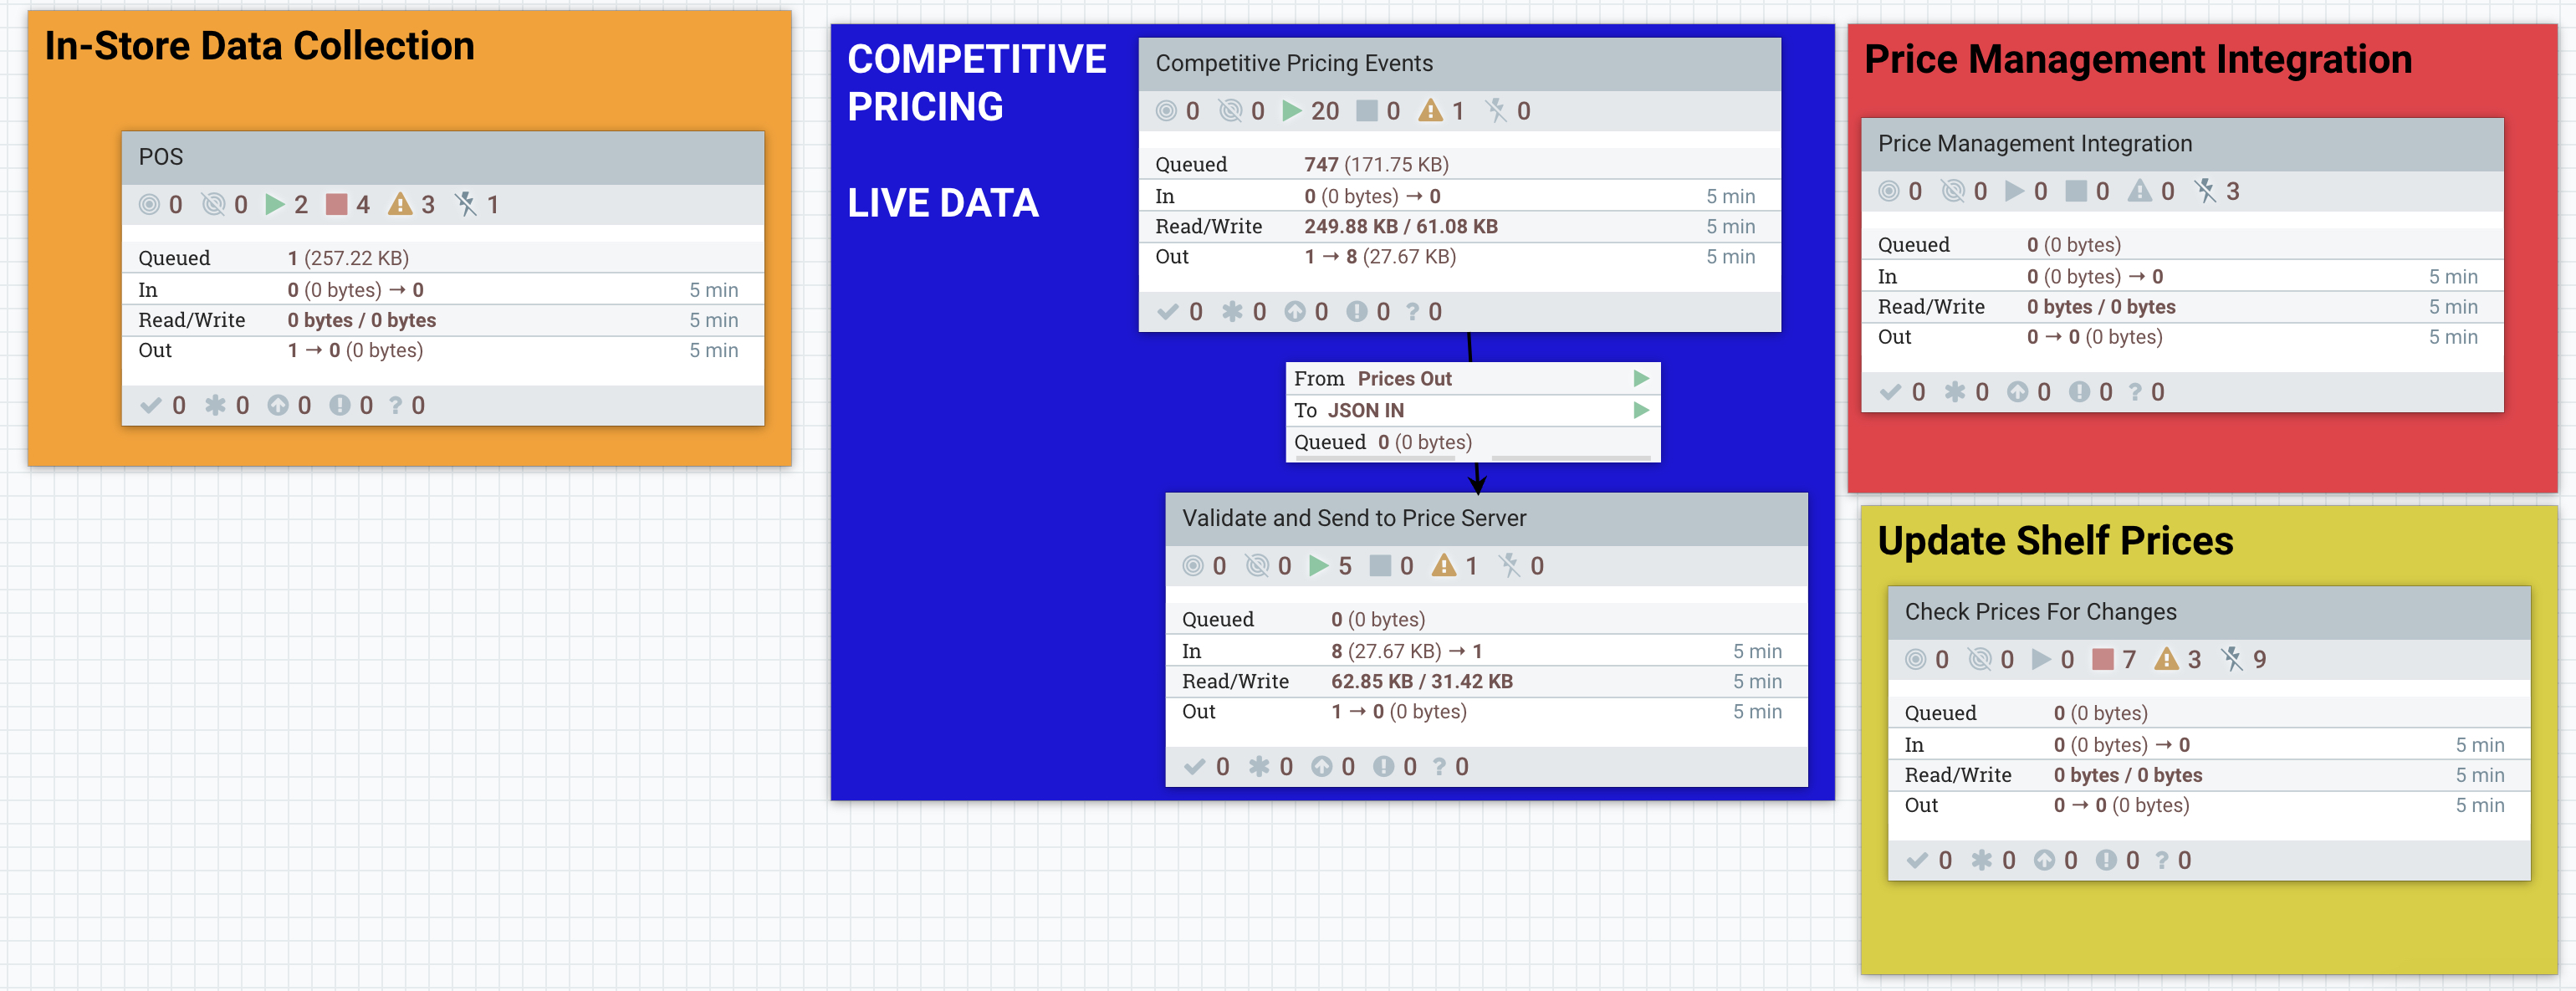 In-Store Data Collection
POS
0 0 2 4 3 1
Queued 1 (257.22 KB)
In 0 (0 bytes) → 0 5 min
Read/Write 0 bytes / 0 bytes 5 min
Out 1 → 0 (0 bytes) 5 min
0 0 0 0 ? 0
COMPETITIVE
PRICING
LIVE DATA
Competitive Pricing Events
0 0 20 0 1 0
Queued 747 (171.75 KB)
In 0 (0 bytes) → 0 5 min
Read/Write 249.88 KB / 61.08 KB 5 min
Out 1 → 8 (27.67 KB) 5 min
0 0 0 0 ? 0
From Prices Out
To JSON IN
Queued 0 (0 bytes)
Validate and Send to Price Server
0 0 5 0 1 0
Queued 0 (0 bytes)
In 8 (27.67 KB) → 1 5 min
Read/Write 62.85 KB / 31.42 KB 5 min
Out 1 → 0 (0 bytes) 5 min
0 0 0 0 ? 0
Price Management Integration
Price Management Integration
0 0 0 0 0 3
Queued 0 (0 bytes)
In 0 (0 bytes) → 0 5 min
Read/Write 0 bytes / 0 bytes 5 min
Out 0 → 0 (0 bytes) 5 min
0 0 0 0 ? 0
Update Shelf Prices
Check Prices For Changes
0 0 0 7 3 9
Queued 0 (0 bytes)
In 0 (0 bytes) → 0 5 min
Read/Write 0 bytes / 0 bytes 5 min
Out 0 → 0 (0 bytes) 5 min
0 0 0 0 ? 0